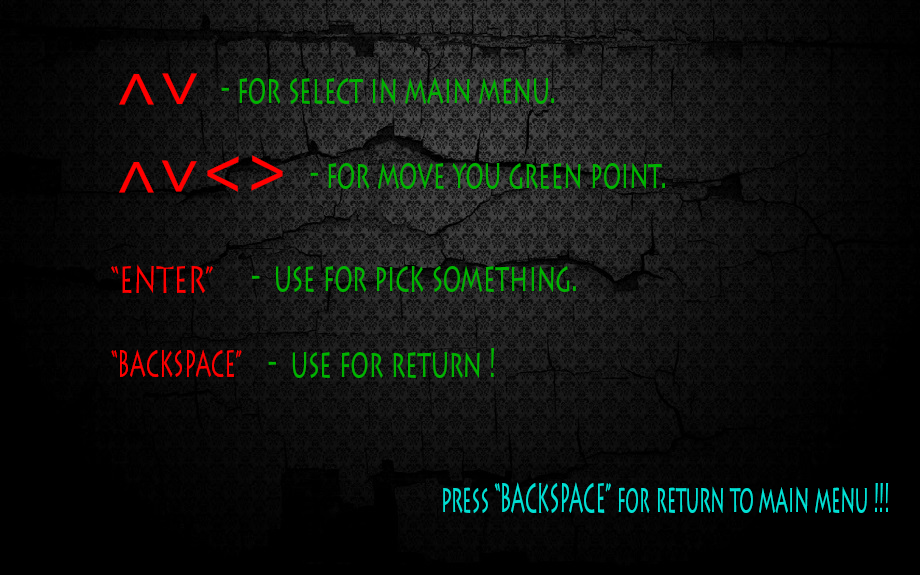 ∧ ∨ - FOR SELECT IN MAIN MENU.
∧ ∨ < > - FOR MOVE YOU GREEN POINT.
“ENTER” - USE FOR PICK SOMETHING.
“BACKSPACE” - USE FOR RETURN !
PRESS “BACKSPACE” FOR RETURN TO MAIN MENU !!!